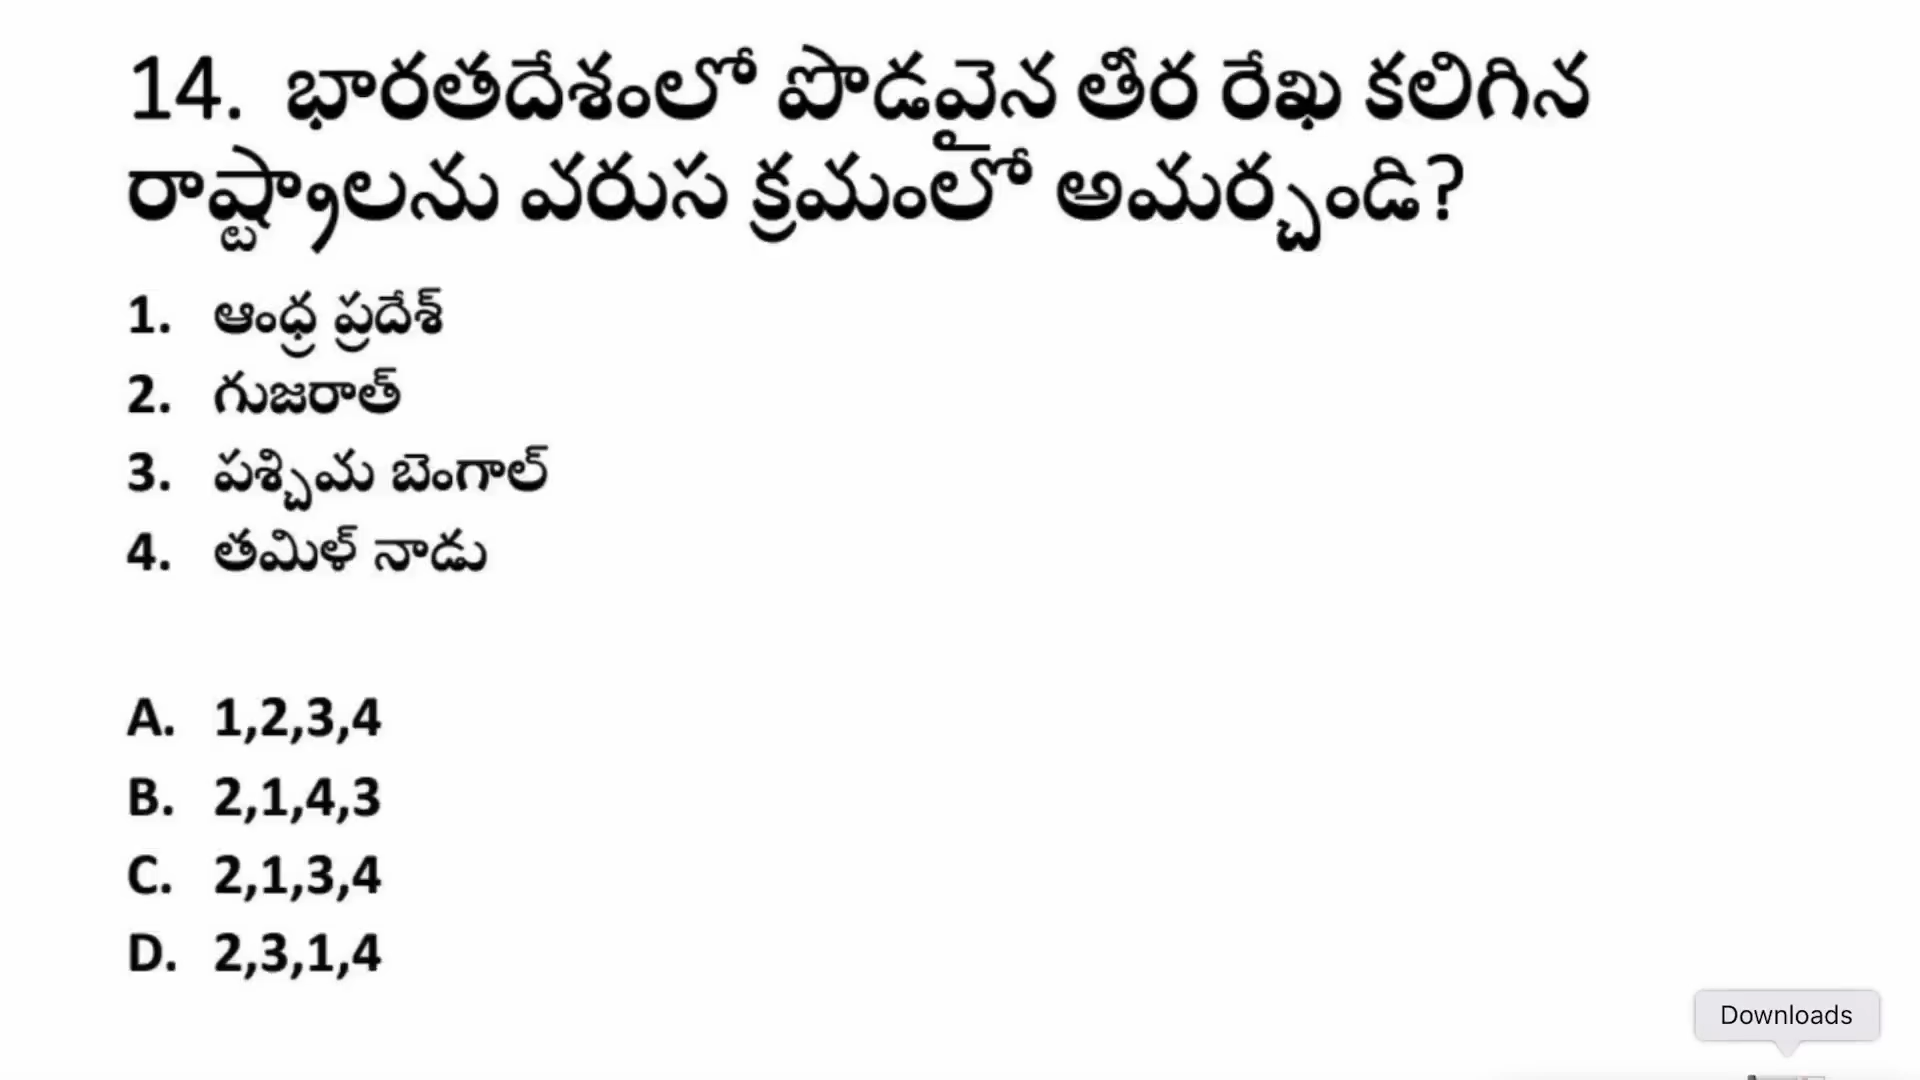 14. భారతదేశంలో పొడవైన తీర రేఖ కలిగిన
రాష్ట్రాలను వరుస క్రమంలో అమర్చండి?
1. ఆంధ్ర ప్రదేశ్
2. గుజరాత్
3. పశ్చిమ బెంగాల్
4. తమిళ్ నాడు
A. 1,2,3,4
B. 2,1,4,3
C. 2,1,3,4
D. 2,3,1,4
Downloads